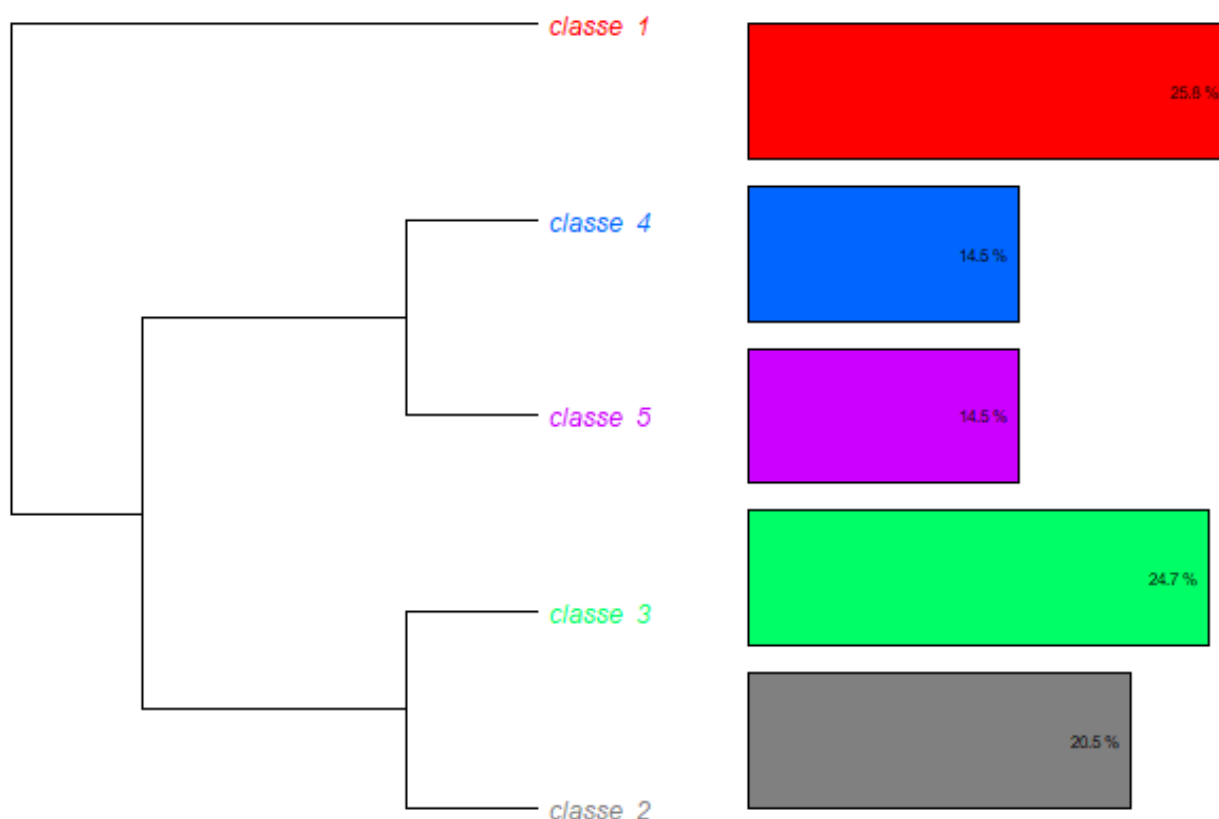 classe 1
25.8 %
classe 4
14.5 %
classe 5
14.5 %
classe 3
24.7 %
20.5 %
classe 2